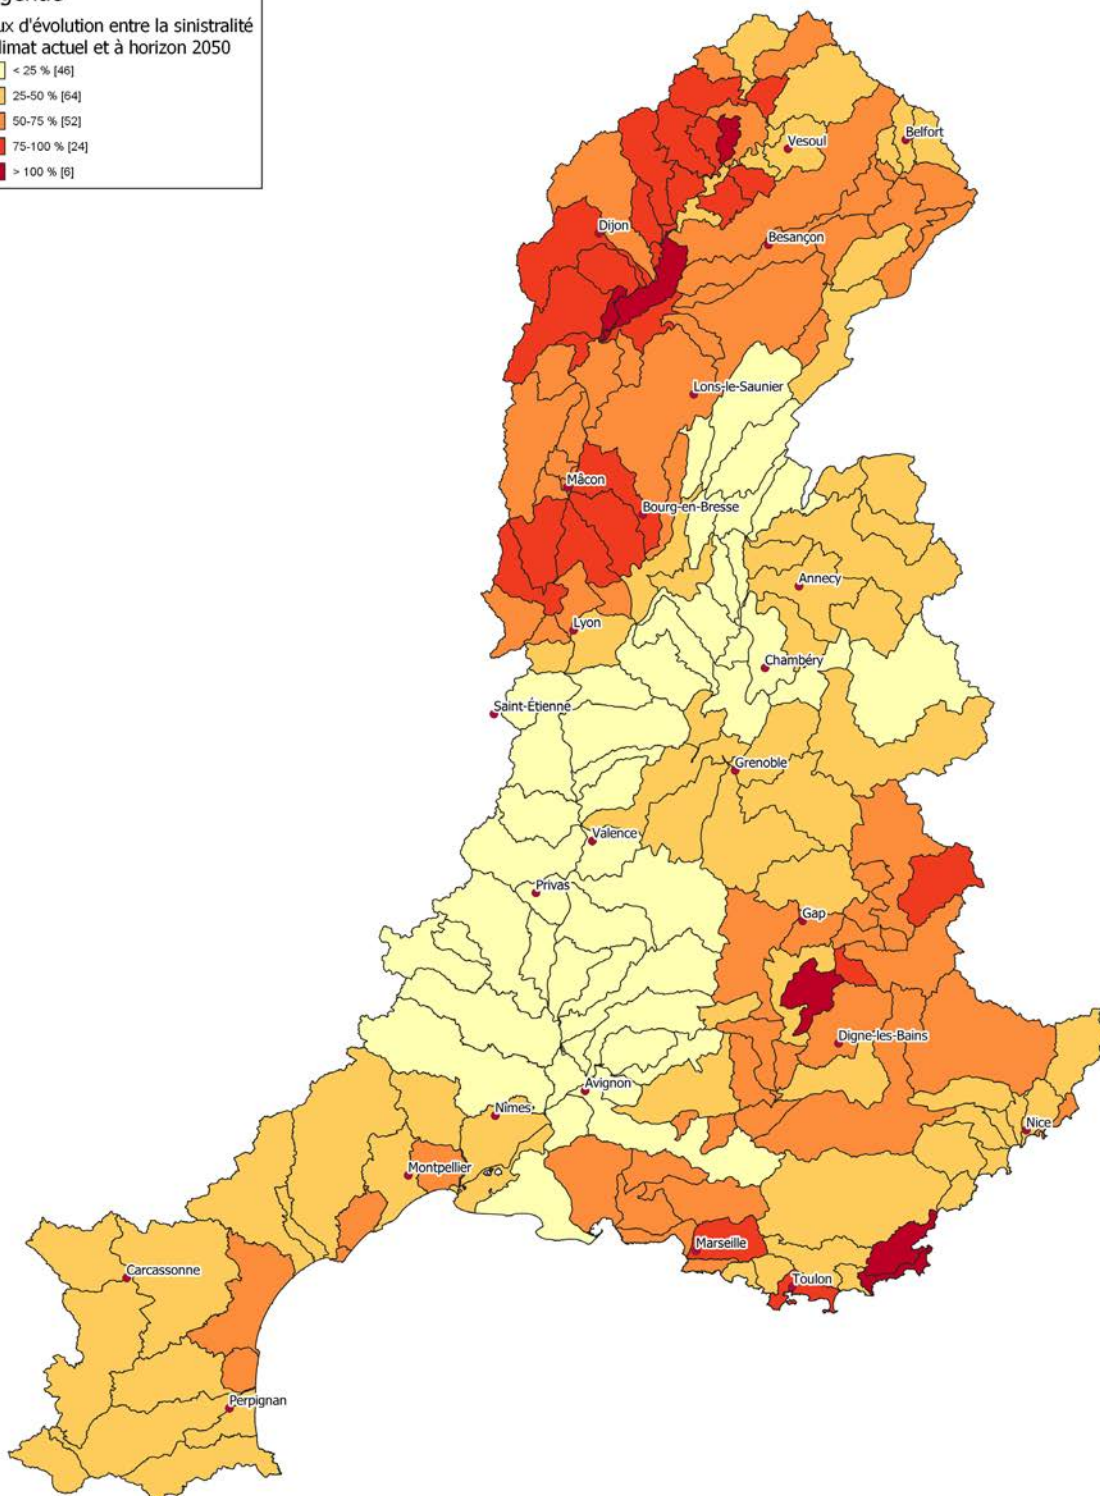 ux d'évolution entre la sinistralité
limat actuel et à horizon 2050
< 25 % [46]
25-50 % [64]
50-75 % [52]
75-100 % [24]
> 100 % [6]
Belfort
Vesoul
Dijon
Besançon
Lons-le-Saunier
Mâcon
Bourg-en-Bresse
Annecy
Lyon
Chambéry
Saint-Étienne
Grenoble
Valence
Privas
Gap
Digne-les-Bains
Avignon
Nîmes
Nice
Montpellier
Marseille
Carcassonne
Toulon
Perpignan